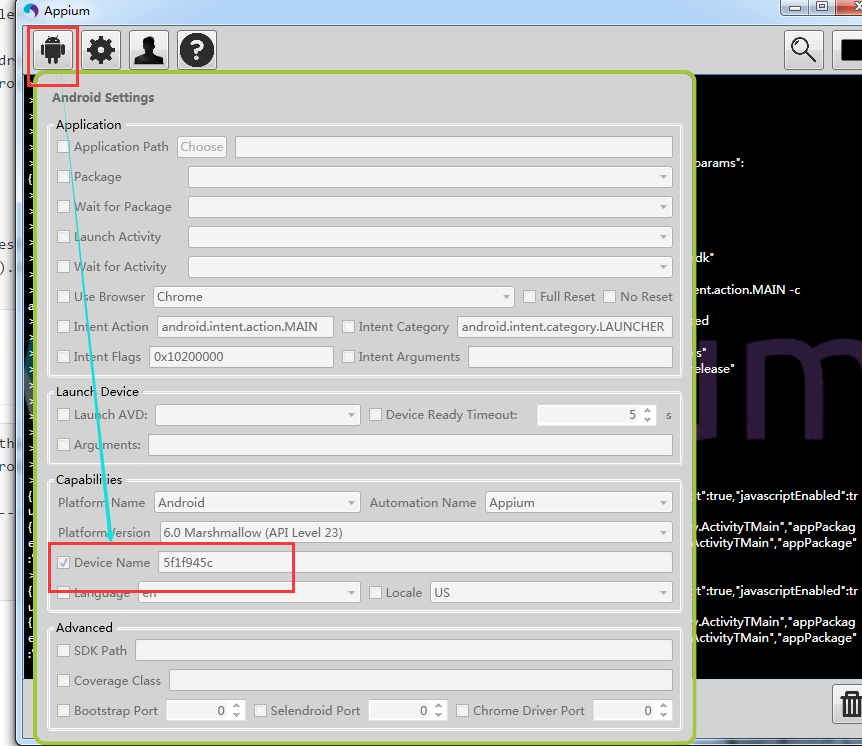 Appium
Android Settings
Application
Application Path Choose
Package
Wait for Package
Launch Activity
Wait for Activity
Use Browser Chrome Full Reset No Reset
Intent Action android.intent.action.MAIN Intent Category android.intent.category.LAUNCHER
Intent Flags 0x10200000 Intent Arguments
Launch Device
Launch AVD: Device Ready Timeout: 5 s
Arguments:
Capabilities
Platform Name Android Automation Name Appium
Platform Version 6.0 Marshmallow (API Level 23)
Device Name 5f1f945c
Language en Locale US
Advanced
SDK Path
Coverage Class
Bootstrap Port 0 Selendroid Port 0 Chrome Driver Port 0
params":
dk"
ent.action.MAIN -c
ed
s"
elease"
t":true,"javascriptEnabled":tr
y.ActivityTMain","appPackag
ActivityTMain","appPackage"
t":true,"javascriptEnabled":tr
y.ActivityTMain","appPackag
ActivityTMain","appPackage"